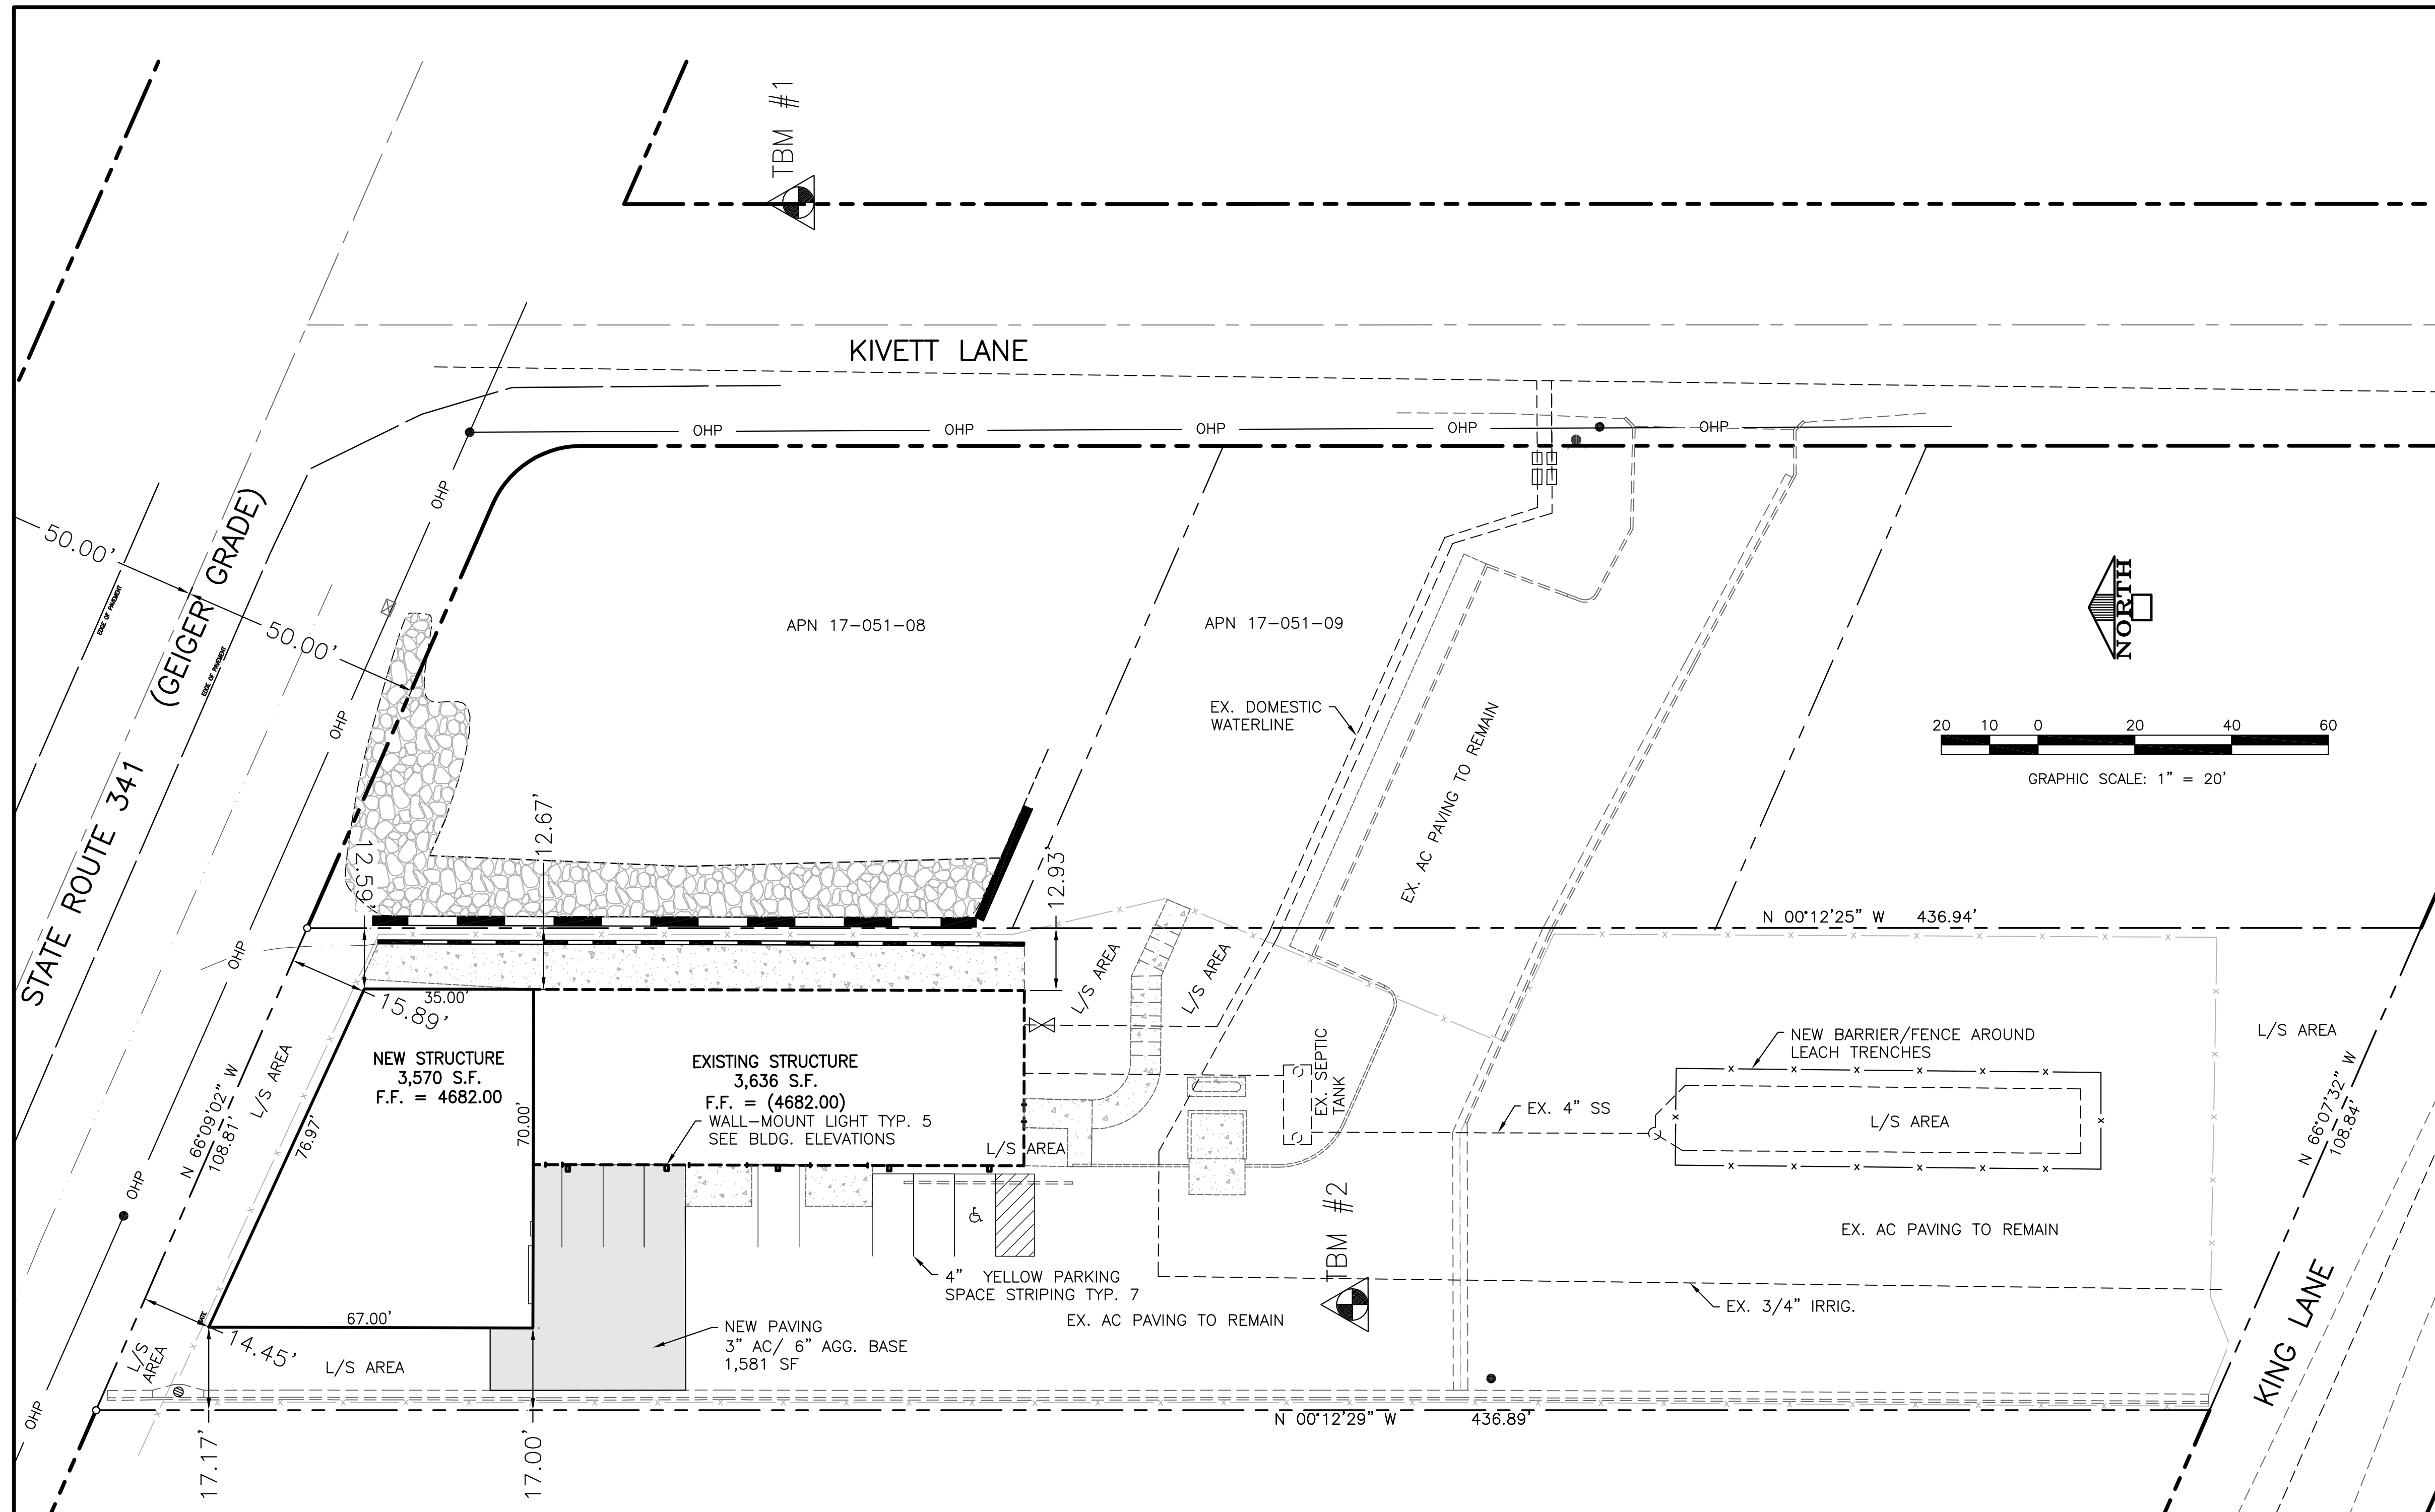 TBM #1
KIVETT LANE
OHP
OHP
OHP
OHP
OHP
OHP
50.00'
50.00'
EDGE OF PAVEMENT
EDGE OF PAVEMENT
STATE ROUTE 341 (GEIGER GRADE)
OHP
OHP
OHP
OHP
APN 17-051-08
APN 17-051-09
EX. DOMESTIC
WATERLINE
EX. AC PAVING TO REMAIN
NORTH
20 10 0 20 40 60
GRAPHIC SCALE: 1" = 20'
12.59'
12.67'
12.93'
N 00°12'25" W 436.94'
15.89'
35.00'
L/S AREA
L/S AREA
NEW STRUCTURE
3,570 S.F.
F.F. = 4682.00
EXISTING STRUCTURE
3,636 S.F.
F.F. = (4682.00)
WALL-MOUNT LIGHT TYP. 5
SEE BLDG. ELEVATIONS
L/S AREA
EX. SEPTIC
TANK
EX. 4" SS
NEW BARRIER/FENCE AROUND
LEACH TRENCHES
L/S AREA
L/S AREA
N 66°07'32" W
108.84'
N 66°09'02" W
108.81'
L/S AREA
76.97'
70.00'
67.00'
14.45'
L/S
AREA
L/S AREA
NEW PAVING
3" AC/ 6" AGG. BASE
1,581 SF
4" YELLOW PARKING
SPACE STRIPING TYP. 7
EX. AC PAVING TO REMAIN
TBM #2
EX. AC PAVING TO REMAIN
EX. 3/4" IRRIG.
KING LANE
N 00°12'29" W 436.89'
17.17'
17.00'